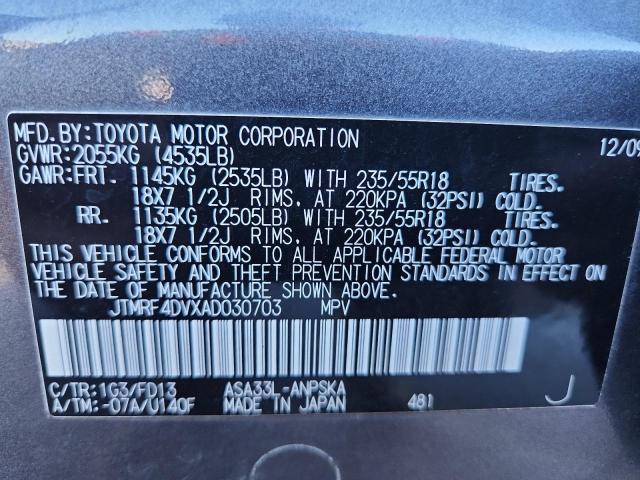 MFD. BY: TOYOTA MOTOR CORPORATION 12/09
GVWR: 2055KG (4535LB)
GAWR: FRT. 1145KG (2535LB) WITH 235/55R18 TIRES.
18X7 1/2J RIMS, AT 220KPA (32PSI) COLD.
RR. 1135KG (2505LB) WITH 235/55R18 TIRES.
18X7 1/2J RIMS, AT 220KPA (32PSI) COLD.
THIS VEHICLE CONFORMS TO ALL APPLICABLE FEDERAL MOTOR
VEHICLE SAFETY AND THEFT PREVENTION STANDARDS IN EFFECT ON
THE DATE OF MANUFACTURE SHOWN ABOVE.
JTMRF4DVXAD030703 MPV
C/TR: 1G3/FD13 ASA33L-ANPSKA J
A/TM: -07A/U140F MADE IN JAPAN 481